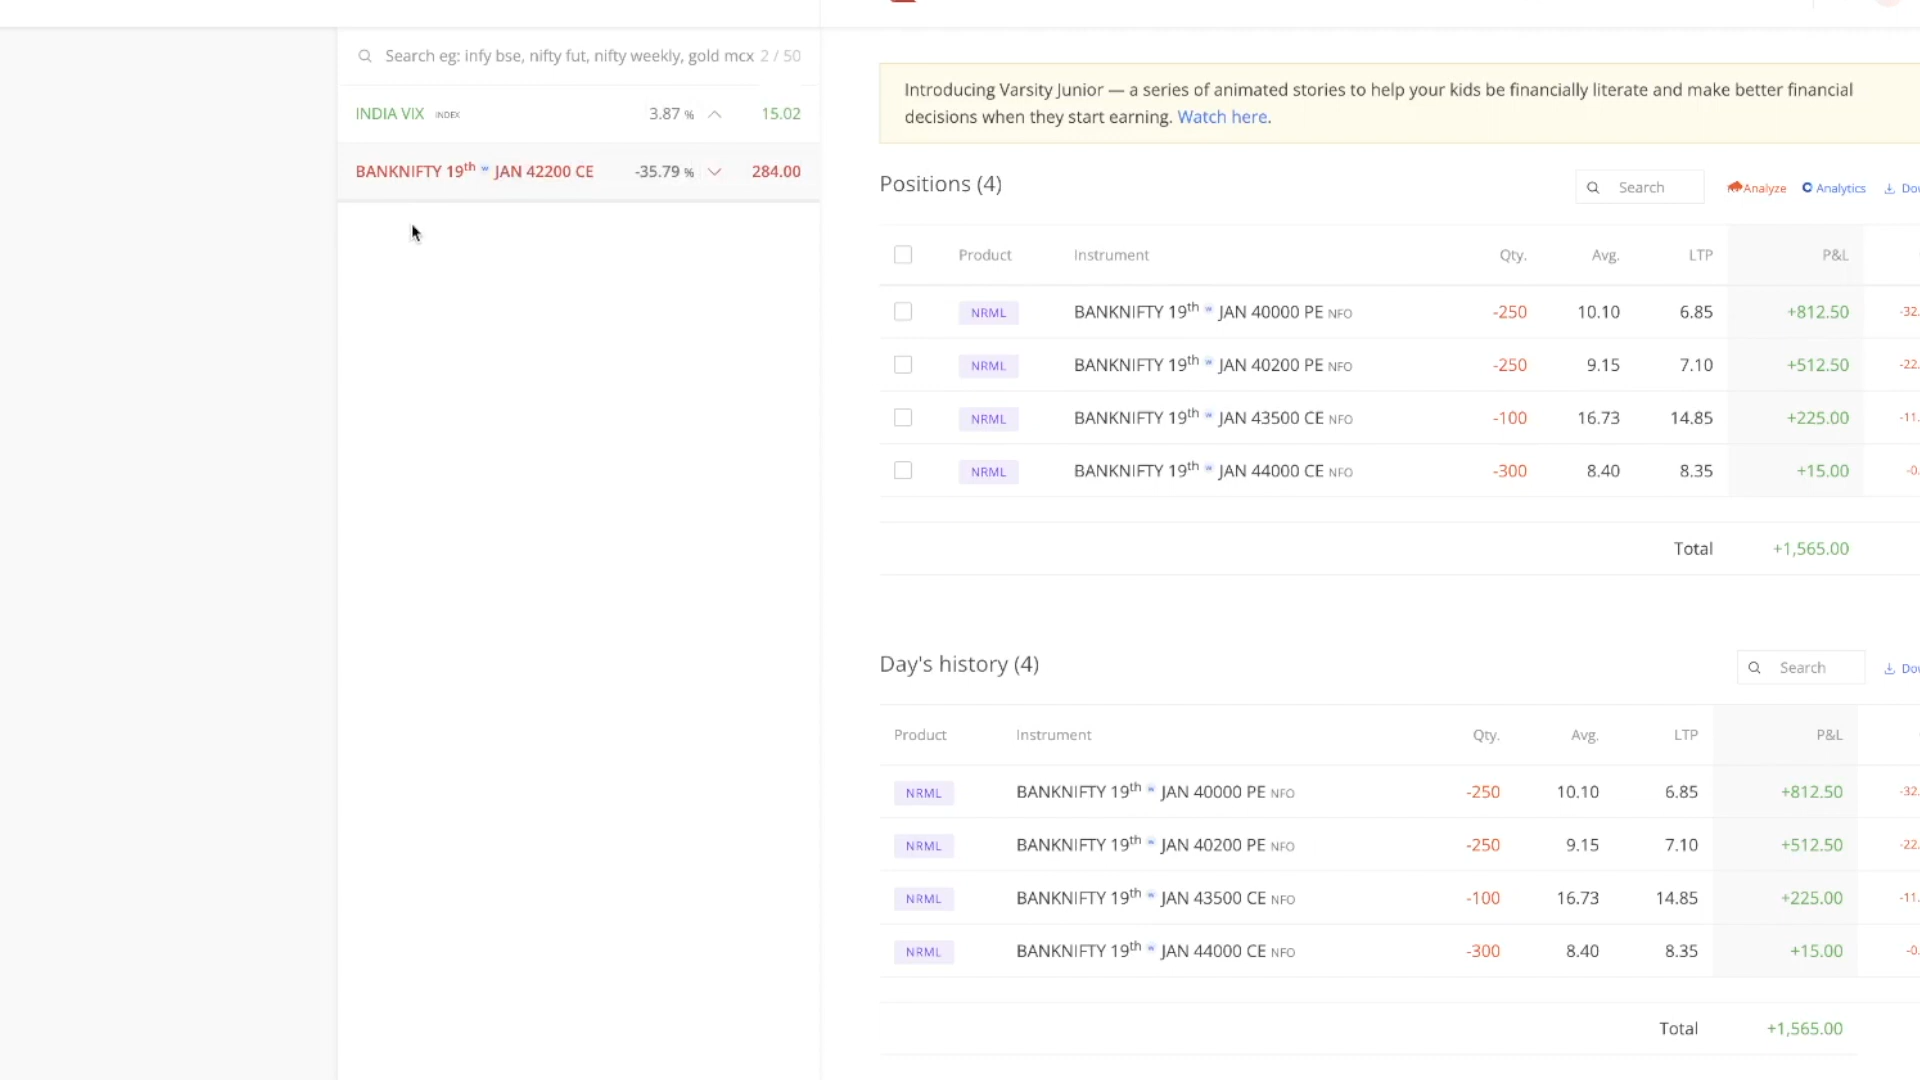 Search eg: infy bse, nifty fut, nifty weekly, gold mcx 2 / 50
INDIA VIX INDEX 3.87 % 15.02
BANKNIFTY 19th w JAN 42200 CE -35.79 % 284.00
Introducing Varsity Junior — a series of animated stories to help your kids be financially literate and make better financial
decisions when they start earning. Watch here.
Positions (4) Search Analyze Analytics Dow
Product Instrument Qty. Avg. LTP P&L
NRML BANKNIFTY 19th w JAN 40000 PE NFO -250 10.10 6.85 +812.50 -32.
NRML BANKNIFTY 19th w JAN 40200 PE NFO -250 9.15 7.10 +512.50 -22.
NRML BANKNIFTY 19th w JAN 43500 CE NFO -100 16.73 14.85 +225.00 -11.
NRML BANKNIFTY 19th w JAN 44000 CE NFO -300 8.40 8.35 +15.00 -0.
Total +1,565.00
Day's history (4) Search Dow
Product Instrument Qty. Avg. LTP P&L
NRML BANKNIFTY 19th w JAN 40000 PE NFO -250 10.10 6.85 +812.50 -32.
NRML BANKNIFTY 19th w JAN 40200 PE NFO -250 9.15 7.10 +512.50 -22.
NRML BANKNIFTY 19th w JAN 43500 CE NFO -100 16.73 14.85 +225.00 -11.
NRML BANKNIFTY 19th w JAN 44000 CE NFO -300 8.40 8.35 +15.00 -0.
Total +1,565.00